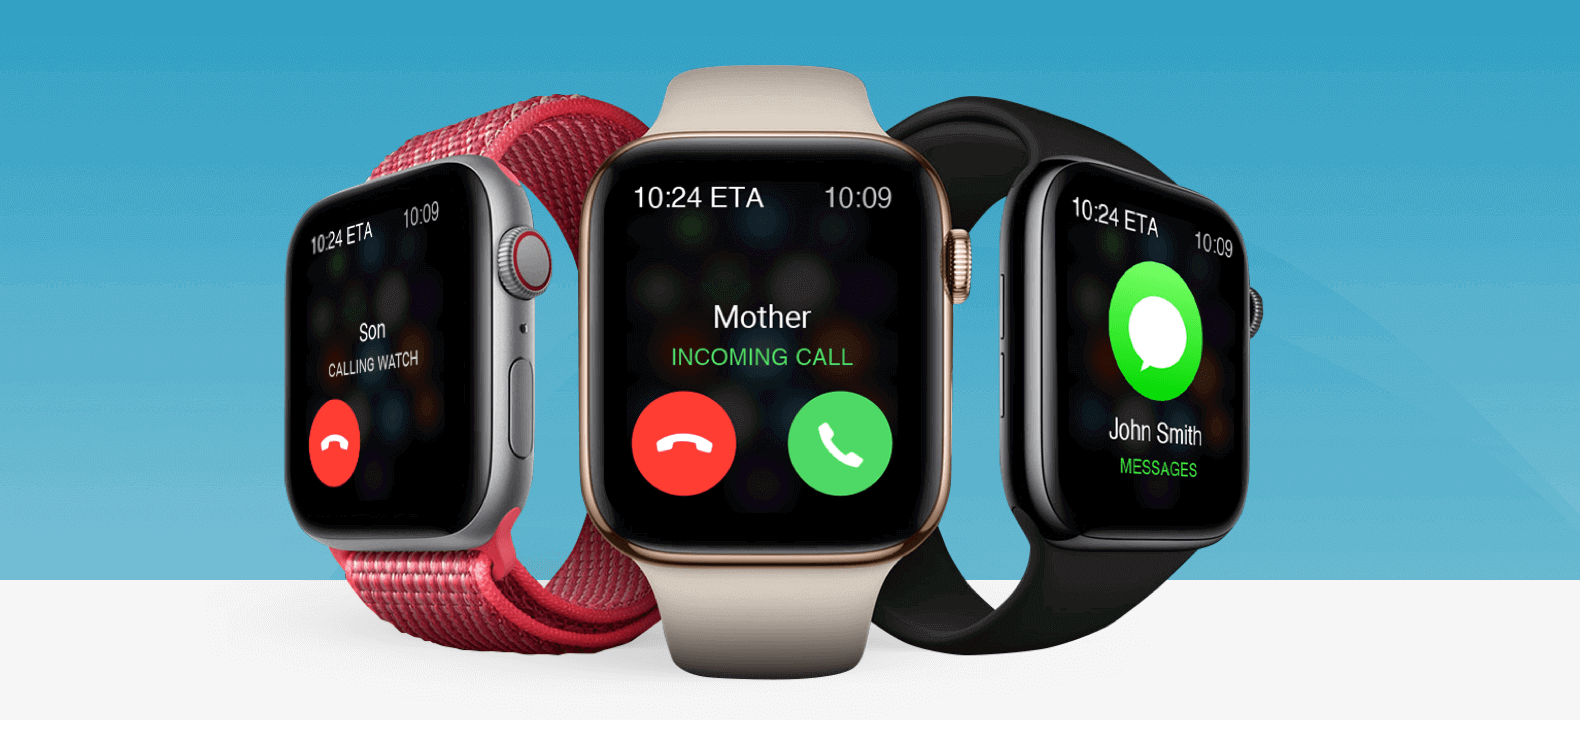 10:24 ETA 10:09
Son
CALLING WATCH
10:24 ETA 10:09
Mother
INCOMING CALL
10:24 ETA 10:09
John Smith
MESSAGES